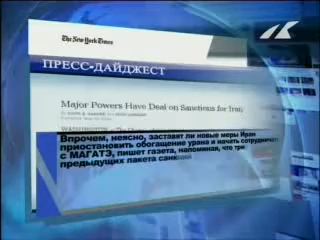 The New York Times
ПРЕСС-ДАЙДЖЕСТ
Major Powers Have Deal on Sanctions for Iran
Впрочем, неясно, заставят ли новые меры Иран
приостановить обогащение урана и начать сотрудничать
с МАГАТЭ, пишет газета, напоминая, что три
предыдущих пакета